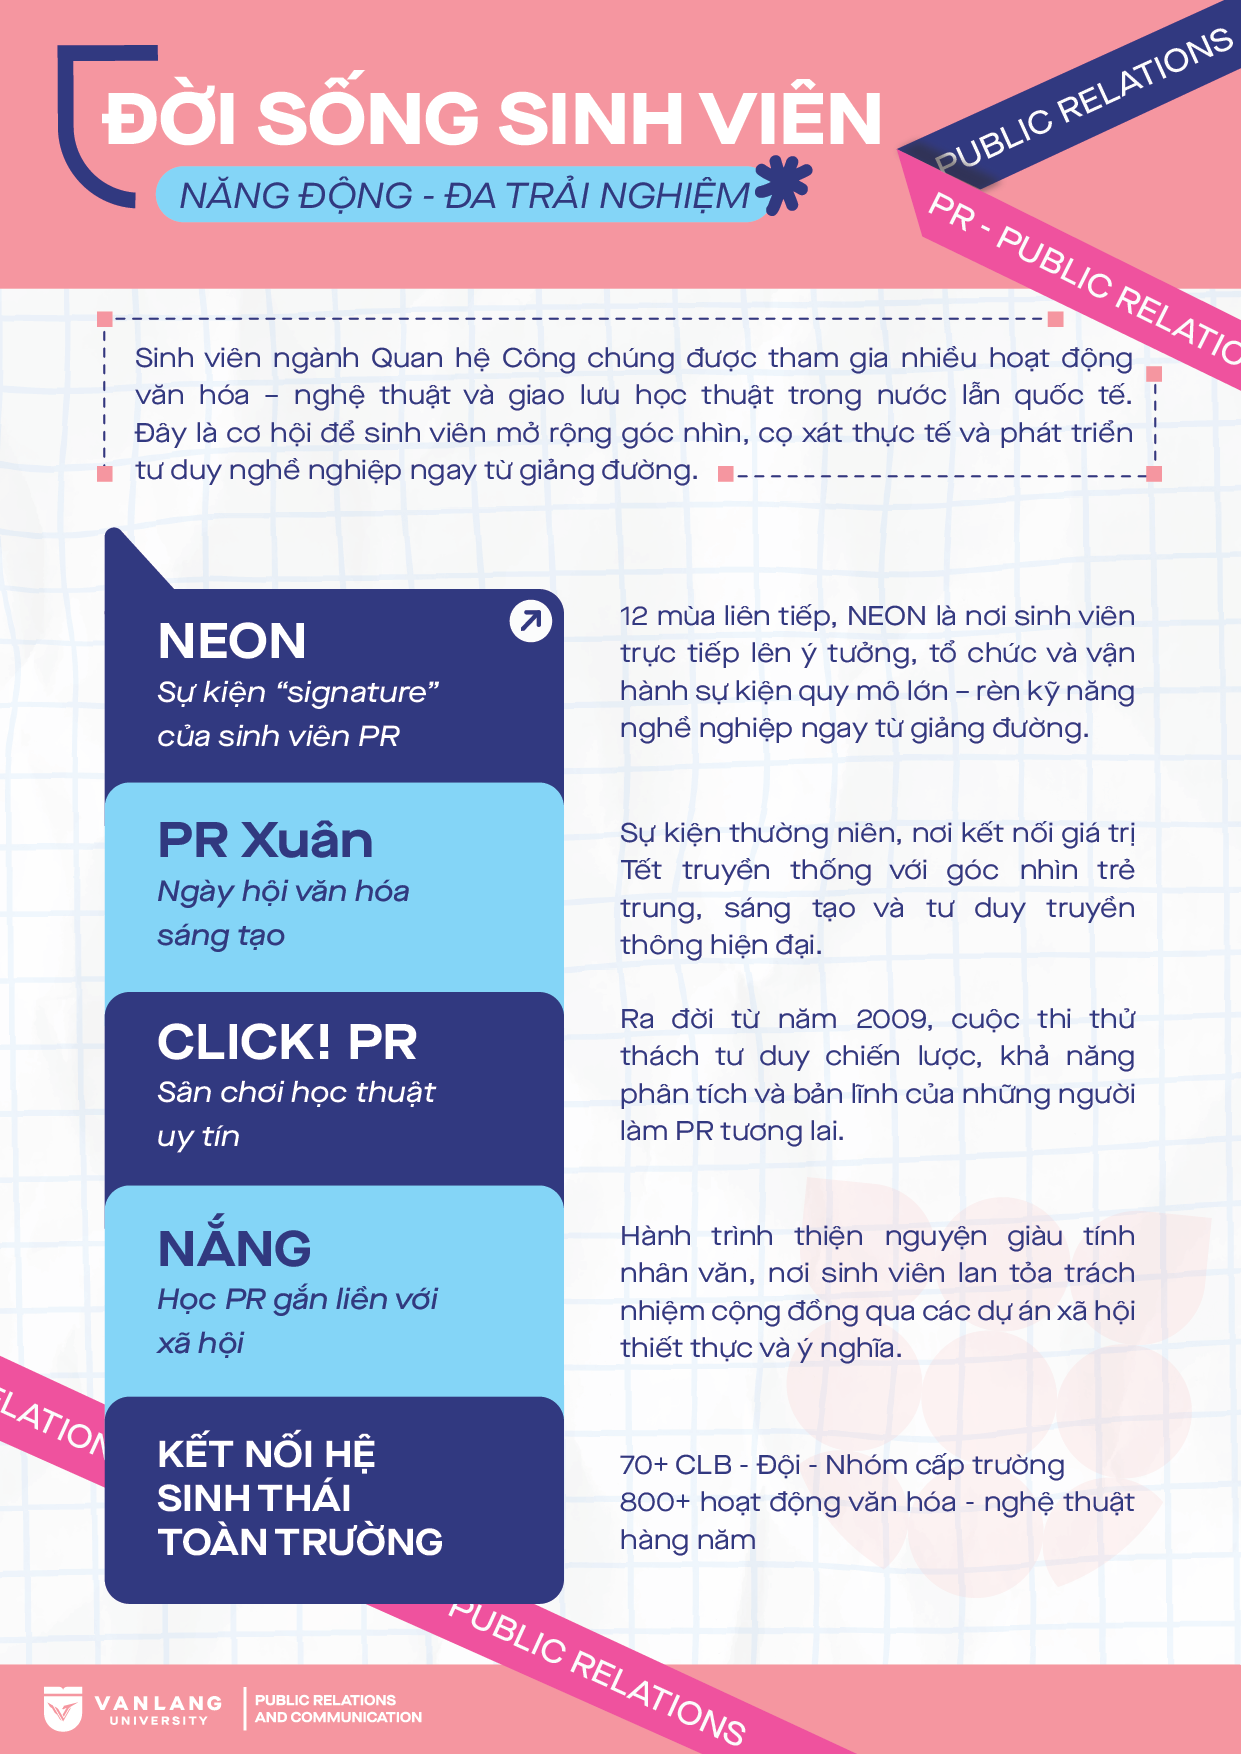 ĐỜI SỐNG SINH VIÊN
NĂNG ĐỘNG - ĐA TRẢI NGHIỆM
PUBLIC RELATIONS
PR - PUBLIC RELATIO
Sinh viên ngành Quan hệ Công chúng được tham gia nhiều hoạt động
văn hóa – nghệ thuật và giao lưu học thuật trong nước lẫn quốc tế.
Đây là cơ hội để sinh viên mở rộng góc nhìn, cọ xát thực tế và phát triển
tư duy nghề nghiệp ngay từ giảng đường.
NEON
Sự kiện “signature”
của sinh viên PR
12 mùa liên tiếp, NEON là nơi sinh viên
trực tiếp lên ý tưởng, tổ chức và vận
hành sự kiện quy mô lớn – rèn kỹ năng
nghề nghiệp ngay từ giảng đường.
PR Xuân
Ngày hội văn hóa
sáng tạo
Sự kiện thường niên, nơi kết nối giá trị
Tết truyền thống với góc nhìn trẻ
trung, sáng tạo và tư duy truyền
thông hiện đại.
CLICK! PR
Sân chơi học thuật
uy tín
Ra đời từ năm 2009, cuộc thi thử
thách tư duy chiến lược, khả năng
phân tích và bản lĩnh của những người
làm PR tương lai.
NẮNG
Học PR gắn liền với
xã hội
Hành trình thiện nguyện giàu tính
nhân văn, nơi sinh viên lan tỏa trách
nhiệm cộng đồng qua các dự án xã hội
thiết thực và ý nghĩa.
ELATION
KẾT NỐI HỆ
SINH THÁI
TOÀN TRƯỜNG
70+ CLB - Đội - Nhóm cấp trường
800+ hoạt động văn hóa - nghệ thuật
hàng năm
PUBLIC RELATIONS
VANLANG
UNIVERSITY
PUBLIC RELATIONS
AND COMMUNICATION